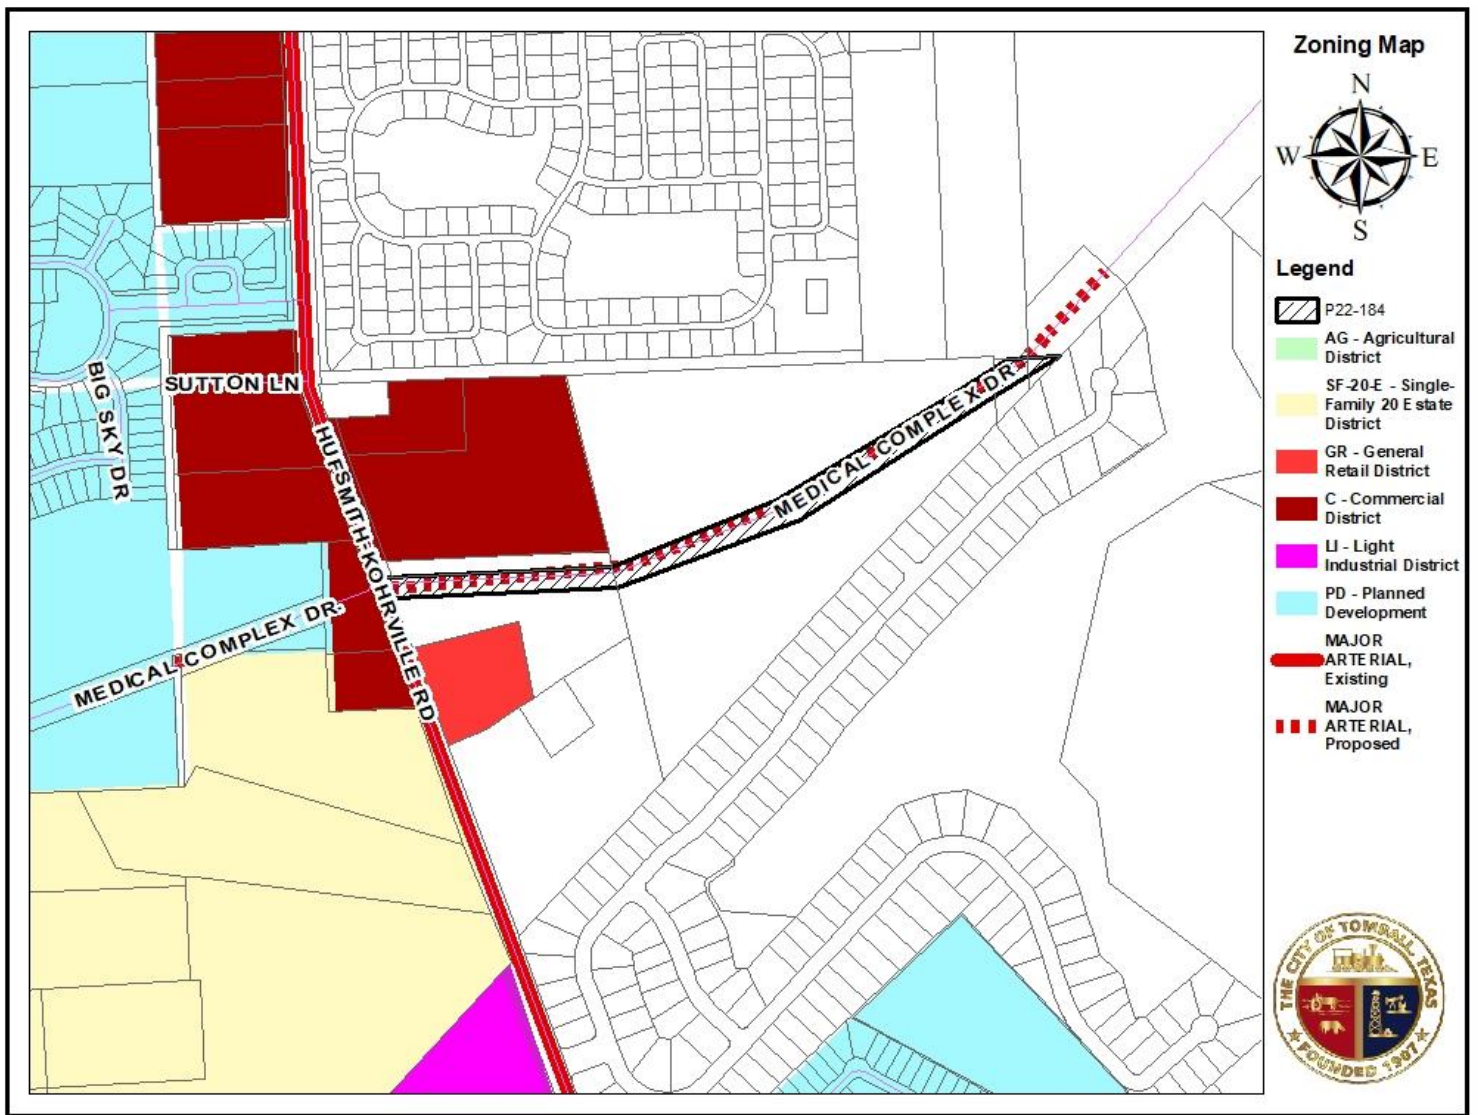 Zoning Map
N
W
E
S
Legend
P22-184
AG - Agricultural
District
SF-20-E - Single-
Family 20 Estate
District
GR - General
Retail District
C - Commercial
District
LI - Light
Industrial District
PD - Planned
Development
MAJOR
ARTERIAL,
Existing
MAJOR
ARTERIAL,
Proposed
SUTTON LN
BIG SKY DR
HUFSMITH-KOHRVILLE RD
MEDICAL COMPLEX DR.
MEDICAL COMPLEX DR.
THE CITY OF TOMBALL, TEXAS
FOUNDED 1907